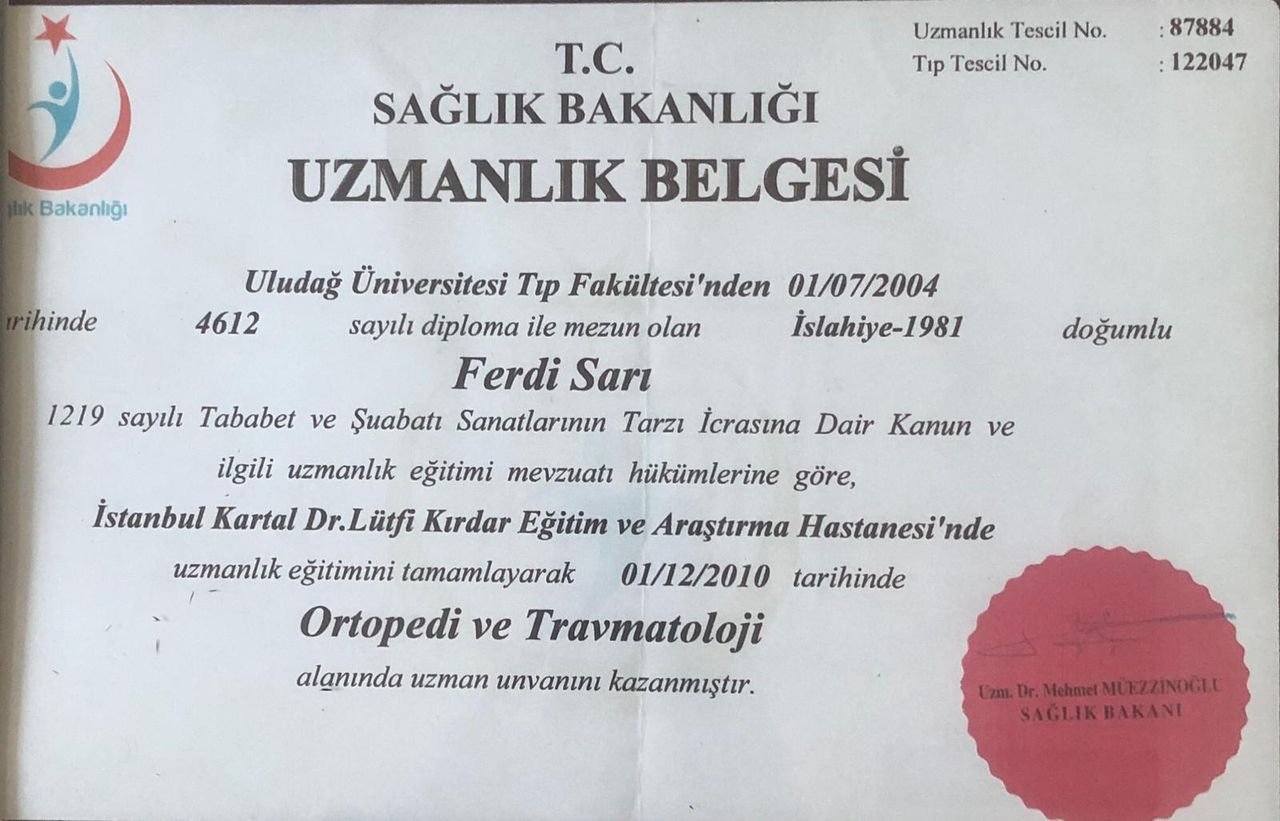 Uzmanlık Tescil No. : 87884
Tıp Tescil No. : 122047
T.C.
SAĞLIK BAKANLIĞI
UZMANLIK BELGESİ
Bakanlığı
Uludağ Üniversitesi Tıp Fakültesi'nden 01/07/2004
4612 sayılı diploma ile mezun olan İslahiye-1981 doğumlu
Ferdi Sarı
1219 sayılı Tababet ve Şuabatı Sanatlarının Tarzı İcrasına Dair Kanun ve
ilgili uzmanlık eğitimi mevzuatı hükümlerine göre,
İstanbul Kartal Dr.Lütfi Kırdar Eğitim ve Araştırma Hastanesi'nde
uzmanlık eğitimini tamamlayarak 01/12/2010 tarihinde
Ortopedi ve Travmatoloji
alanında uzman unvanını kazanmıştır.
Uzm. Dr. Mehmet MÜEZZİNOĞLU
SAĞLIK BAKANI